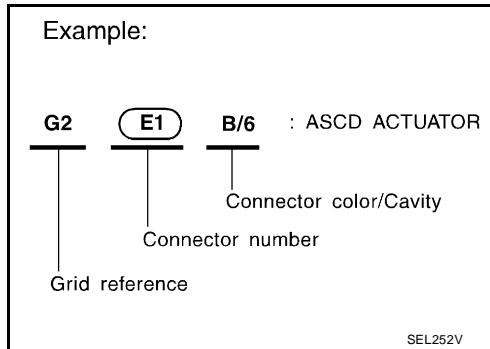 Example:
G2 E1 B/6 : ASCD ACTUATOR
Connector color/Cavity
Connector number
Grid reference
SEL252V